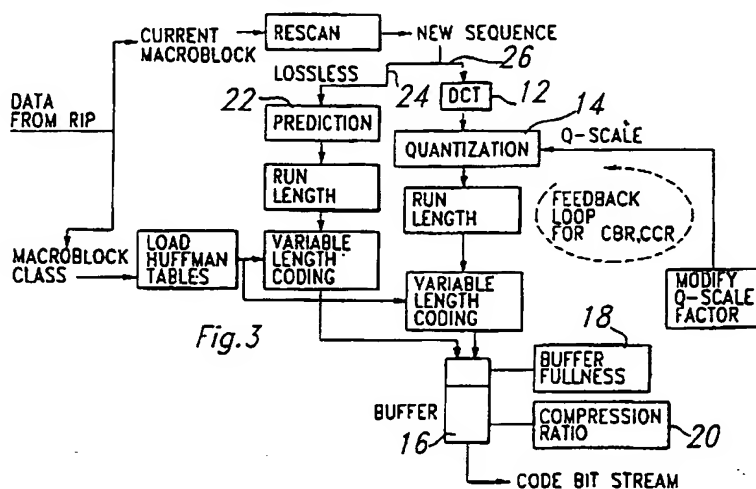 CURRENT
MACROBLOCK
RESCAN
NEW SEQUENCE
26
LOSSLESS
24
DCT
12
22
DATA
FROM RIP
PREDICTION
14
Q-SCALE
QUANTIZATION
RUN
LENGTH
RUN
LENGTH
FEEDBACK
LOOP
FOR CBR,CCR
MACROBLOCK
CLASS
LOAD
HUFFMAN
TABLES
VARIABLE
LENGTH
CODING
VARIABLE
LENGTH
CODING
MODIFY
Q-SCALE
FACTOR
Fig.3
18
BUFFER
FULLNESS
BUFFER
16
COMPRESSION
RATIO
20
CODE BIT STREAM